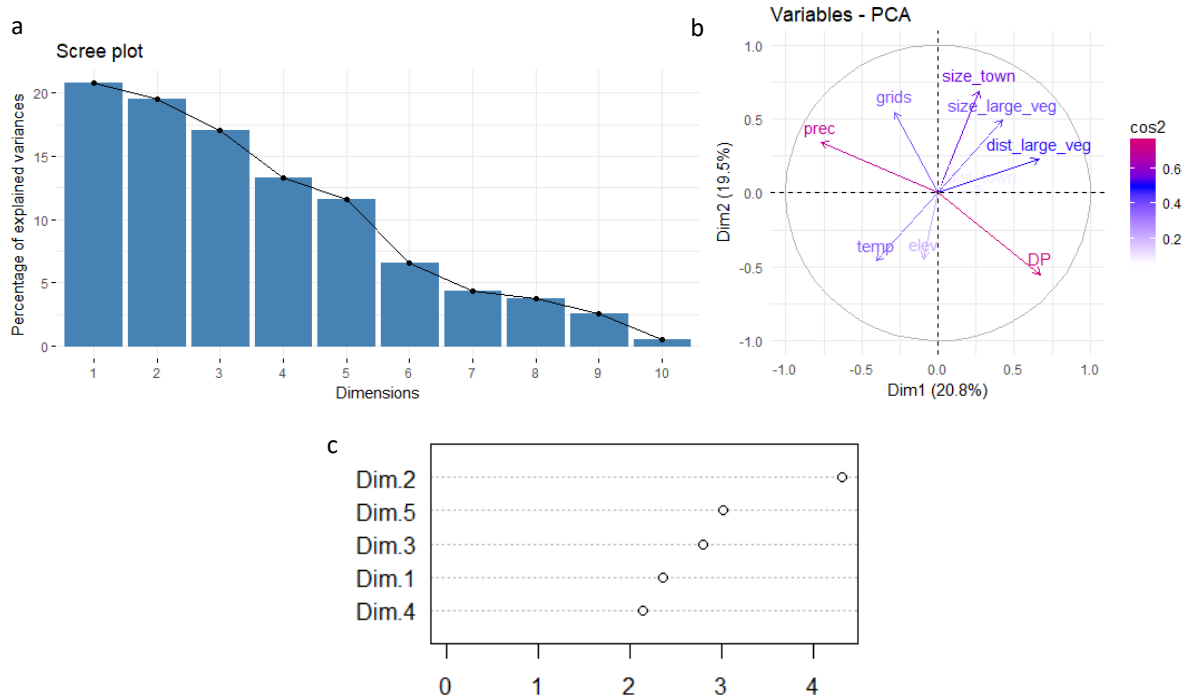 a
Scree plot
Percentage of explained variances
20
15
10
5
0
1 2 3 4 5 6 7 8 9 10
Dimensions
b
Variables - PCA
Dim2 (19.5%)
1.0
0.5
0.0
-0.5
-1.0
size_town
grids
size_large_veg
prec
dist_large_veg
temp
elev
DP
-1.0 -0.5 0.0 0.5 1.0
Dim1 (20.8%)
cos2
0.6
0.4
0.2
c
Dim.2
Dim.5
Dim.3
Dim.1
Dim.4
0 1 2 3 4